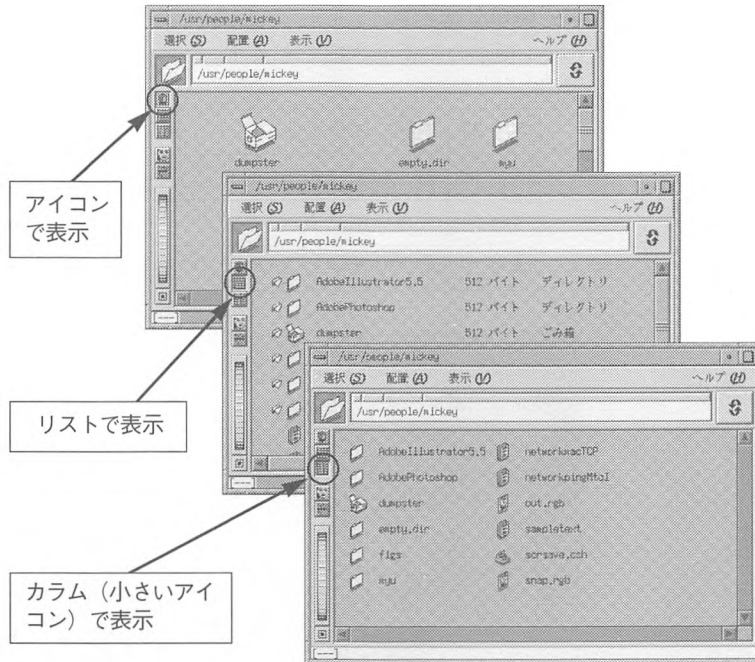 /usr/people/mickey
選択(S) 配置(A) 表示(V) ヘルプ(H)
/usr/people/mickey
dumpster empty.dir myu
アイコン
で表示
/usr/people/mickey
選択(S) 配置(A) 表示(V) ヘルプ(H)
/usr/people/mickey
AdobeIllustrator5.5 512 バイト ディレクトリ
AdobePhotoshop 512 バイト ディレクトリ
dumpster 512 バイト ごみ箱
リストで表示
/usr/people/mickey
選択(S) 配置(A) 表示(V) ヘルプ(H)
/usr/people/mickey
AdobeIllustrator5.5 networkmacTCP
AdobePhotoshop networkpingMtoI
dumpster out.rgb
empty.dir sampletext
figs scrsave.csh
myu snap.rgb
カラム(小さいアイ
コン)で表示